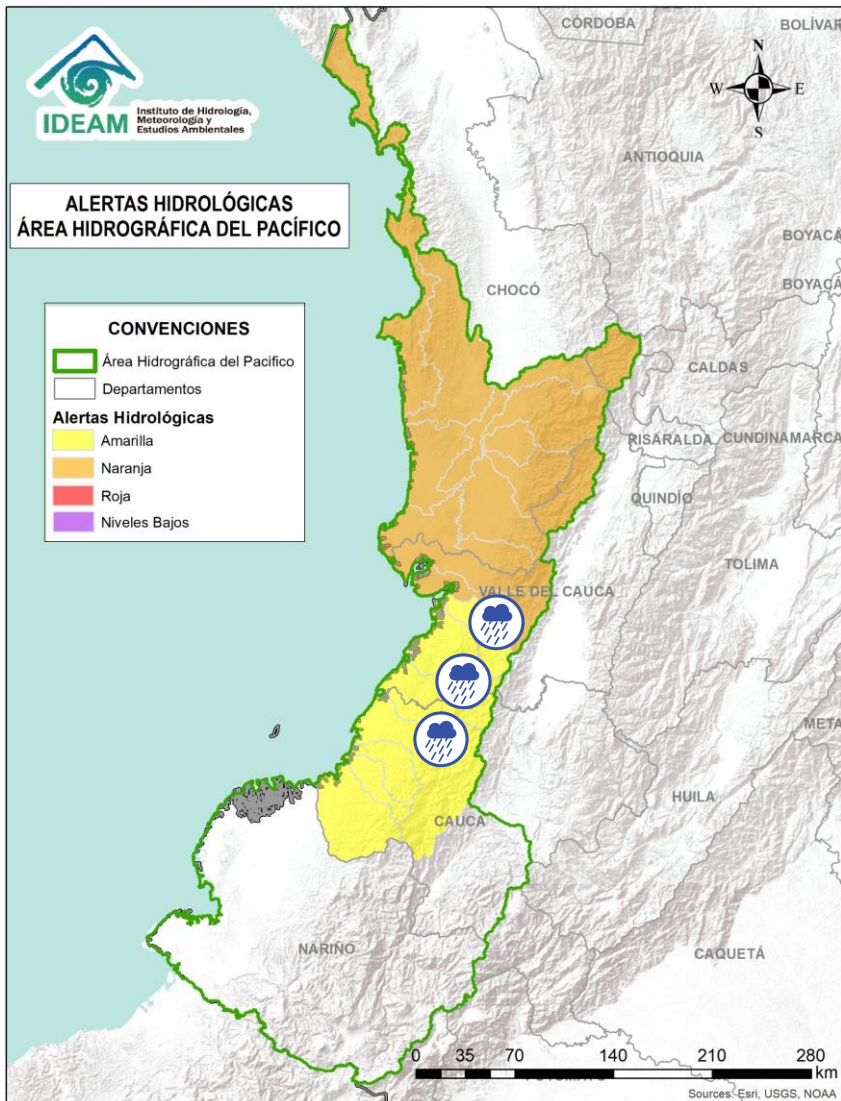 CÓRDOBA
BOLÍVAR
IDEAM
Instituto de Hidrología,
Meteorología y
Estudios Ambientales
N
W
E
S
ANTIOQUIA
ALERTAS HIDROLÓGICAS
ÁREA HIDROGRÁFICA DEL PACÍFICO
BOYACÁ
BOYACÁ
CHOCÓ
CONVENCIONES
Área Hidrográfica del Pacifico
Departamentos
Alertas Hidrológicas
Amarilla
Naranja
Roja
Niveles Bajos
CALDAS
RISARALDA
CUNDINAMARCA
QUINDÍO
TOLIMA
VALLE DEL CAUCA
META
HUILA
CAUCA
NARIÑO
CAQUETÁ
0 35 70 140 210 280
km
Sources: Esri, USGS, NOAA